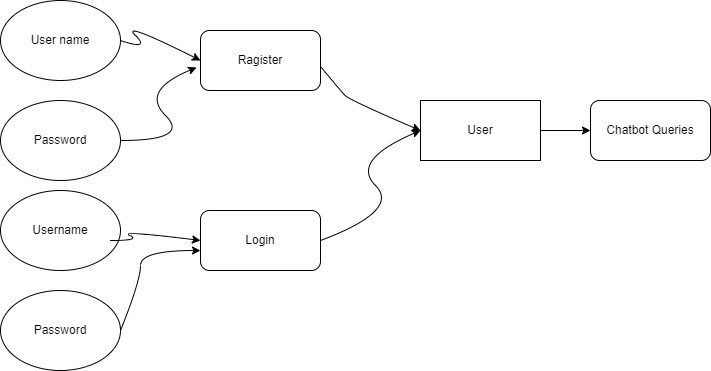 User name
Ragister
Password
User
Chatbot Queries
Username
Login
Password